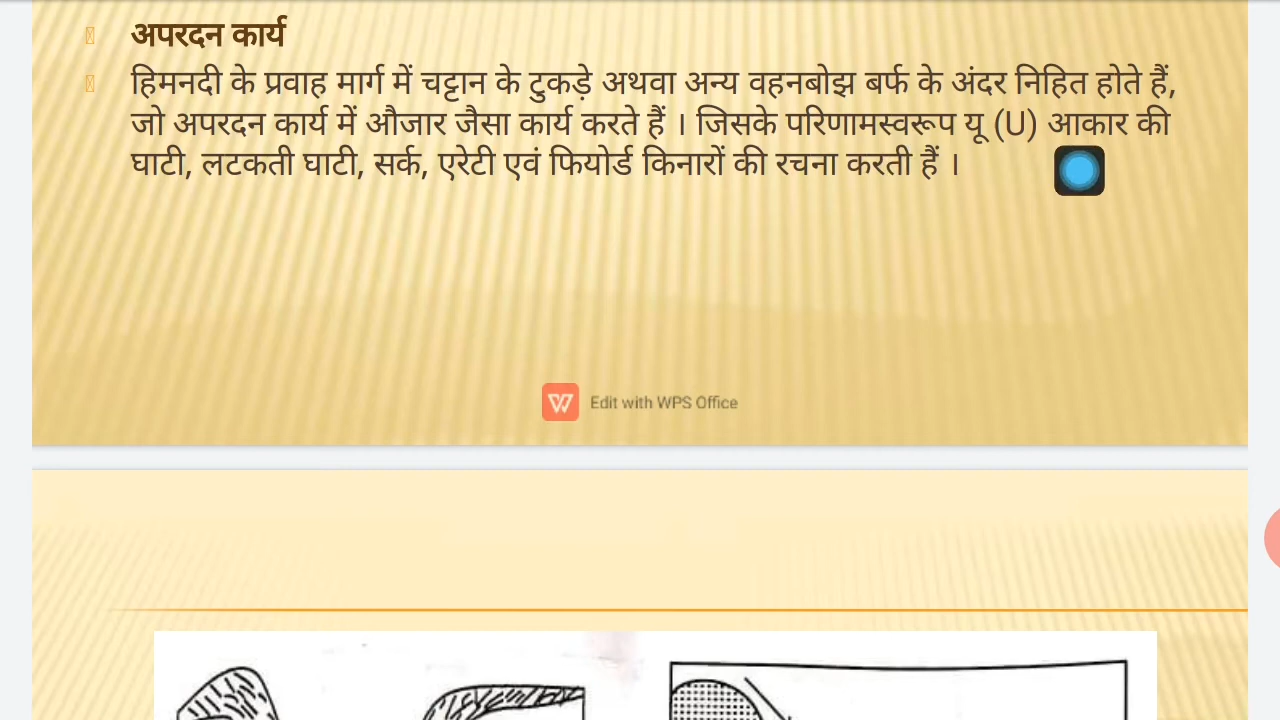 अपरदन कार्य
हिमनदी के प्रवाह मार्ग में चट्टान के टुकड़े अथवा अन्य वहनबोझ बर्फ के अंदर निहित होते हैं,
जो अपरदन कार्य में औजार जैसा कार्य करते हैं । जिसके परिणामस्वरूप यू (U) आकार की
घाटी, लटकती घाटी, सर्क, एरेटी एवं फियोर्ड किनारों की रचना करती हैं ।
Edit with WPS Office